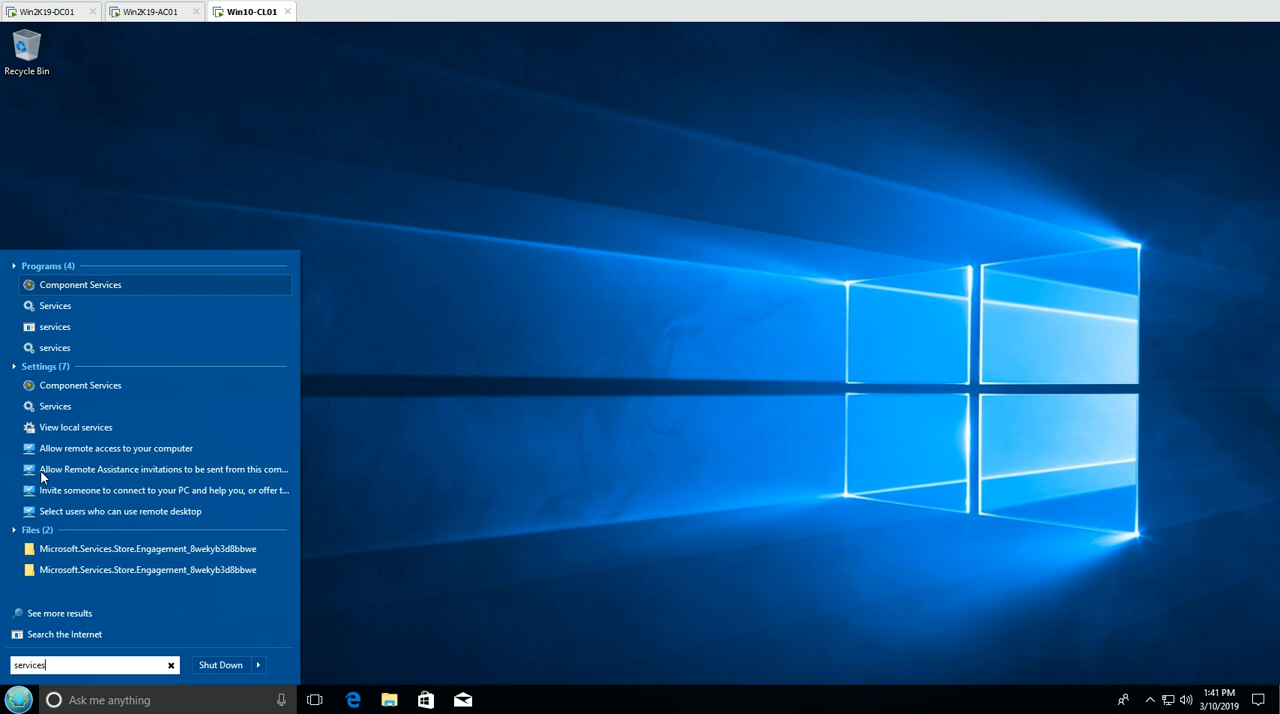 Win2K19-DC01
Win2K19-AC01
Win10-CL01
Recycle Bin
Programs (4)
Component Services
Services
services
services
Settings (7)
Component Services
Services
View local services
Allow remote access to your computer
Allow Remote Assistance invitations to be sent from this com...
Invite someone to connect to your PC and help you, or offer t...
Select users who can use remote desktop
Files (2)
Microsoft.Services.Store.Engagement_8wekyb3d8bbwe
Microsoft.Services.Store.Engagement_8wekyb3d8bbwe
See more results
Search the Internet
services
Shut Down
Ask me anything
1:41 PM
3/10/2019